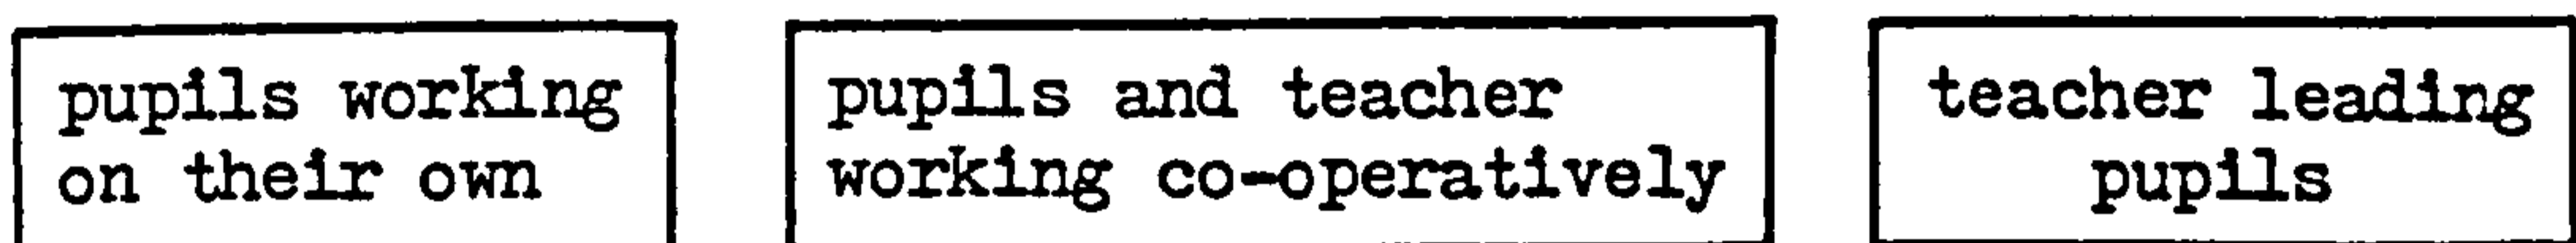 pupils working
on their own
pupils and teacher
working co-operatively
teacher leading
pupils